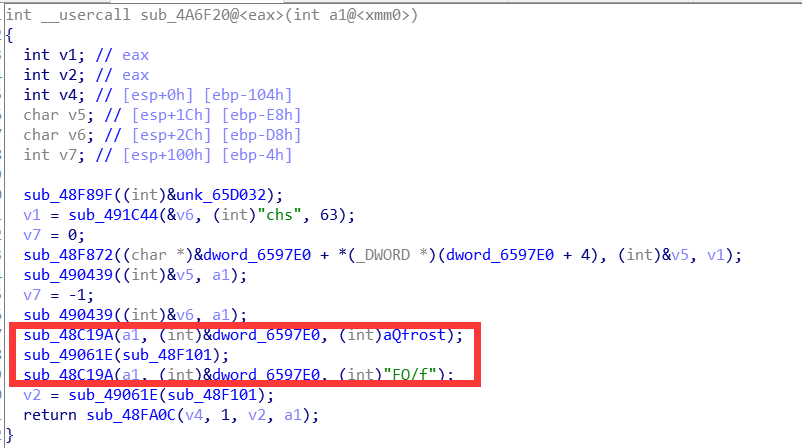 int __usercall sub_4A6F20@<eax>(int a1@<xmm0>)
{
int v1; // eax
int v2; // eax
int v4; // [esp+0h] [ebp-104h]
char v5; // [esp+1Ch] [ebp-E8h]
char v6; // [esp+2Ch] [ebp-D8h]
int v7; // [esp+100h] [ebp-4h]
sub_48F89F((int)&unk_65D032);
v1 = sub_491C44(&v6, (int)"chs", 63);
v7 = 0;
sub_48F872((char *)&dword_6597E0 + *(_DWORD *)(dword_6597E0 + 4), (int)&v5, v1);
sub_490439((int)&v5, a1);
v7 = -1;
sub_490439((int)&v6, a1);
sub_48C19A(a1, (int)&dword_6597E0, (int)aQfrost);
sub_49061E(sub_48F101);
sub_48C19A(a1, (int)&dword_6597E0, (int)"FQ/f");
v2 = sub_49061E(sub_48F101);
return sub_48FA0C(v4, 1, v2, a1);
}